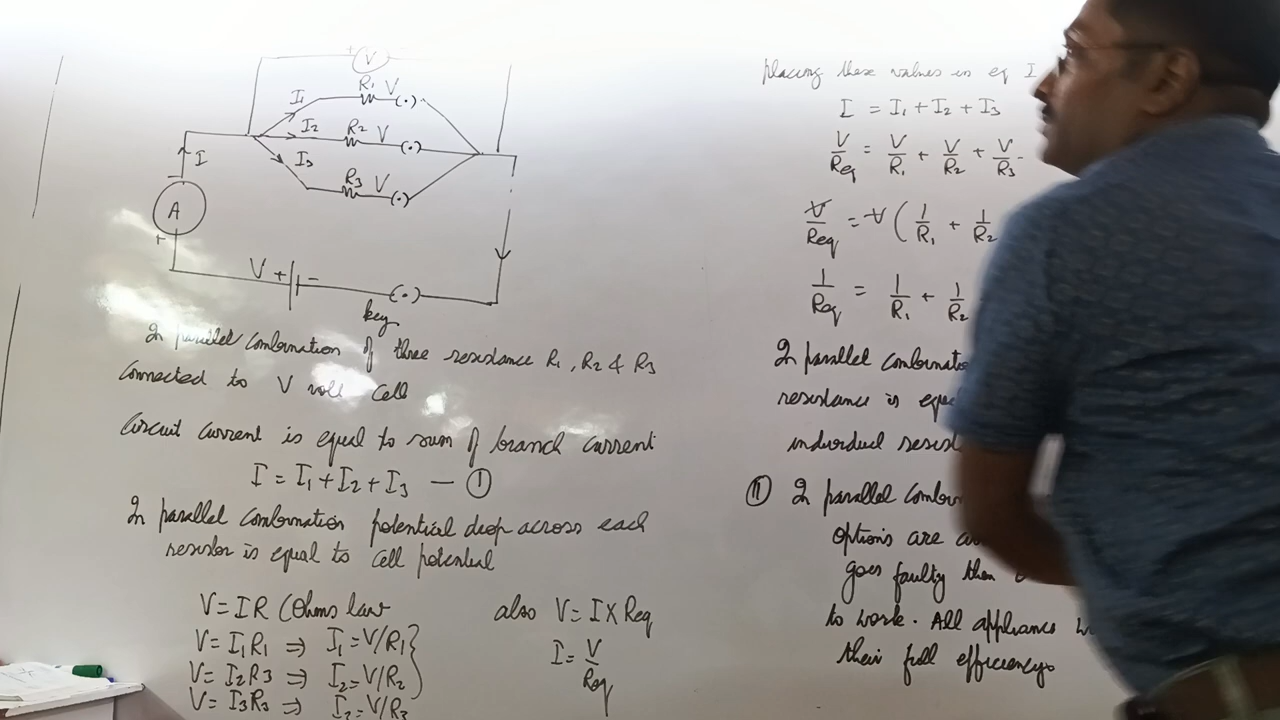 + V
I₁ R₁ V (.)
I₂ R₂ V (.)
I₃ R₃ V (.)
I
A
+
V + - (.)
key
In parallel combination of three resistance R₁, R₂ & R₃
connected to V volt cell
Circuit current is equal to sum of branch current
I = I₁ + I₂ + I₃ — ①
In parallel combination potential drop across each
resistor is equal to cell potential
V = IR (Ohms law
V = I₁R₁ ⇒ I₁ = V/R₁
V = I₂R₃ ⇒ I₂ = V/R₂
V = I₃R₃ ⇒ I₂ = V/R₃
also V = I X Req
I = V/Req
placing these values in eq I
I = I₁ + I₂ + I₃
V/Req = V/R₁ + V/R₂ + V/R₃
V/Req = V (1/R₁ + 1/R₂
1/Req = 1/R₁ + 1/R₂
In parallel
resistance is
individual
Ⅱ In parallel
options are
goes faulty then
to work. All appliances
their full efficiency